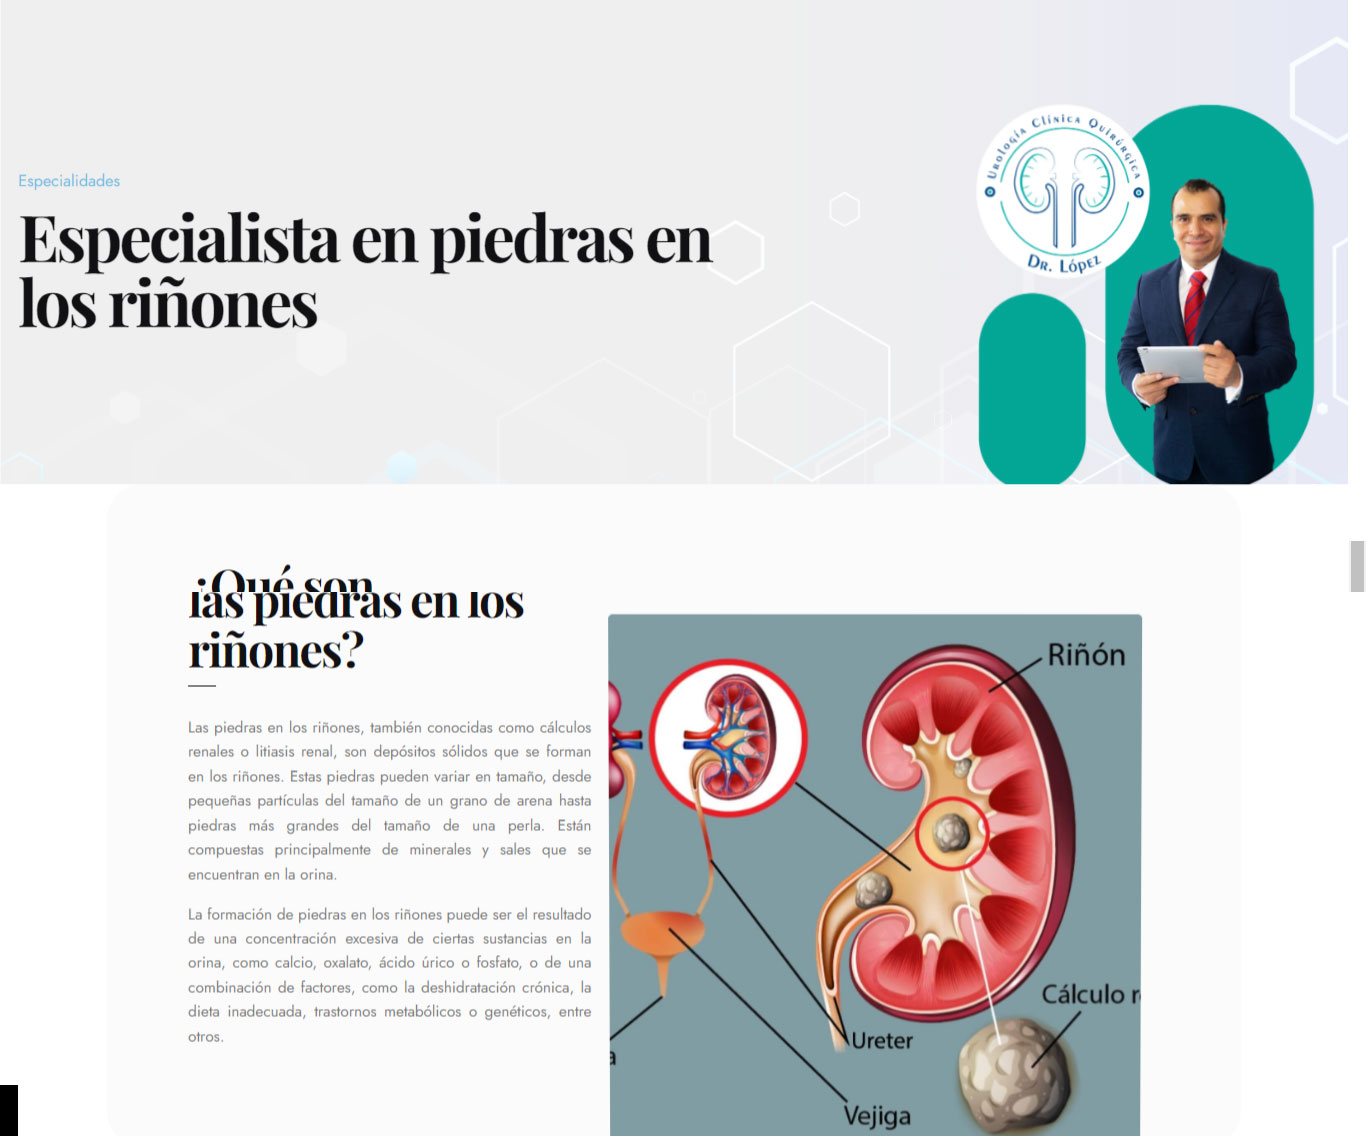 Especialidades
Especialista en piedras en
los riñones
Urología Clínica Quirúrgica
Dr. López
¿Qué son
las piedras en los
riñones?
Las piedras en los riñones, también conocidas como cálculos
renales o litiasis renal, son depósitos sólidos que se forman
en los riñones. Estas piedras pueden variar en tamaño, desde
pequeñas partículas del tamaño de un grano de arena hasta
piedras más grandes del tamaño de una perla. Están
compuestas principalmente de minerales y sales que se
encuentran en la orina.
La formación de piedras en los riñones puede ser el resultado
de una concentración excesiva de ciertas sustancias en la
orina, como calcio, oxalato, ácido úrico o fosfato, o de una
combinación de factores, como la deshidratación crónica, la
dieta inadecuada, trastornos metabólicos o genéticos, entre
otros.
Riñón
Cálculo r
Ureter
a
Vejiga